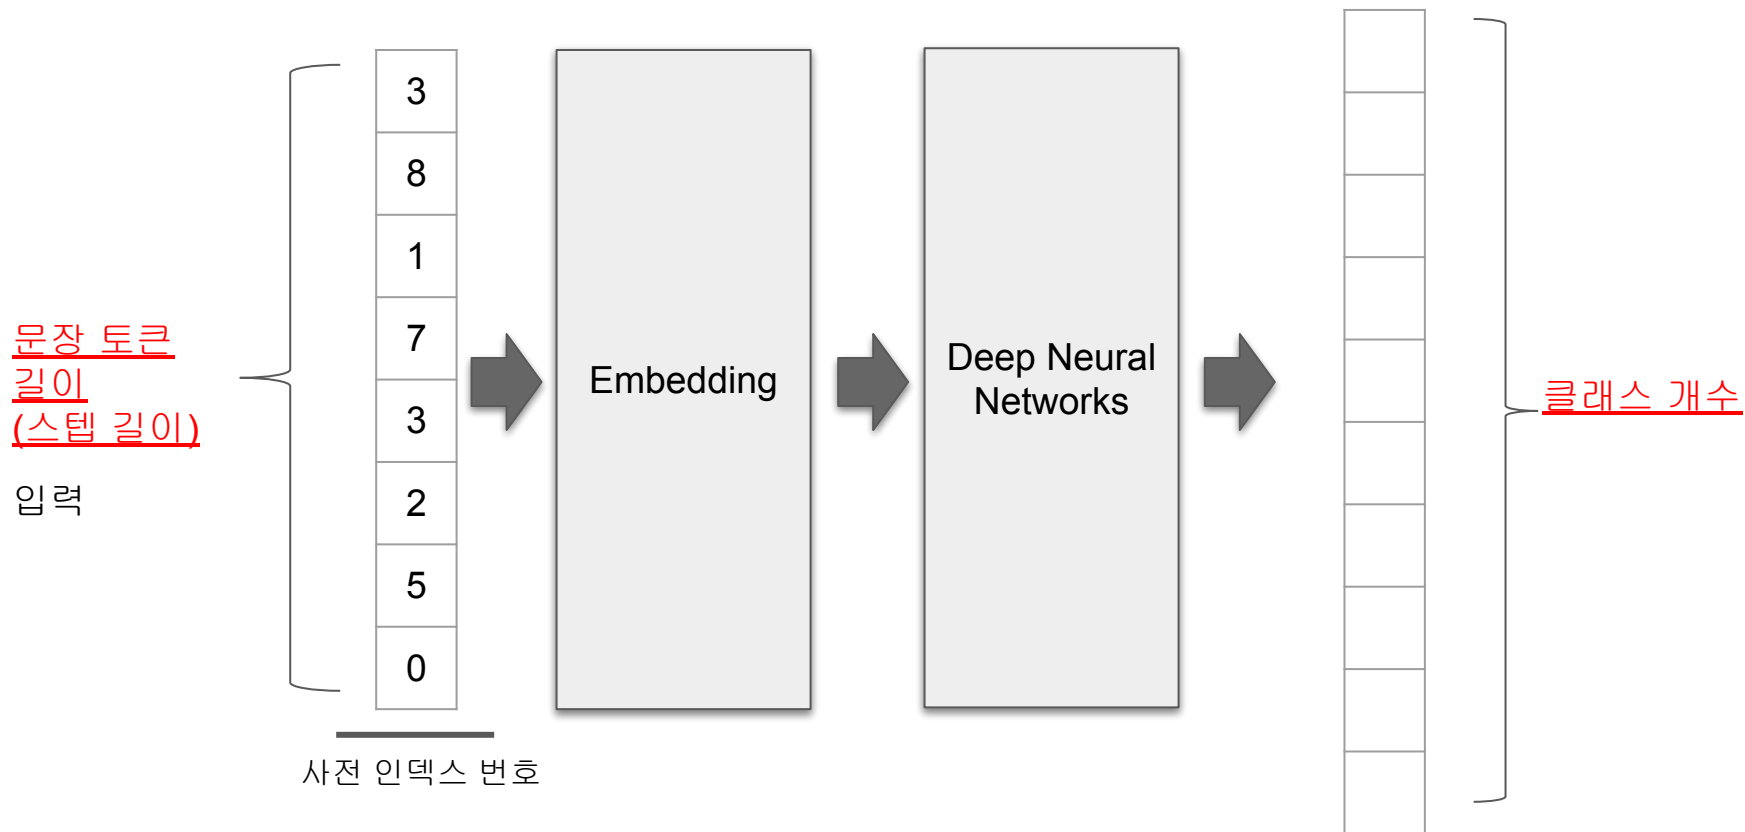 문장 토큰
길이
(스텝 길이)
입력
3
8
1
7
3
2
5
0
사전 인덱스 번호
Embedding
Deep Neural
Networks
클래스 개수